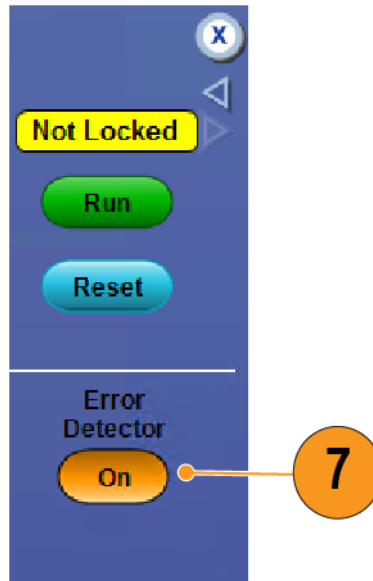 X
Not Locked
Run
Reset
Error
Detector
On
7